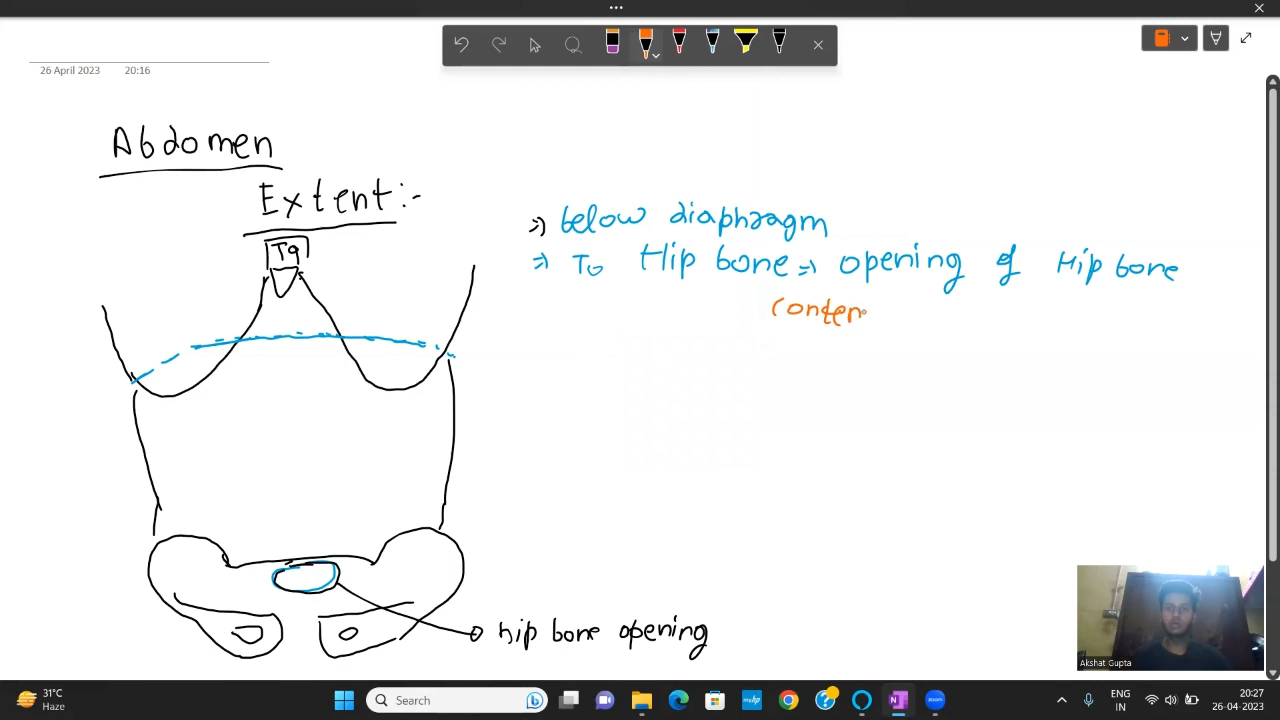 26 April 2023 20:16
Abdomen
Extent:-
T9
=> below diaphragm
=> To Hip bone => opening of Hip bone
conten
hip bone opening
Akshat Gupta
31°C
Haze
Search
ENG
IN
20:27
26-04-2023